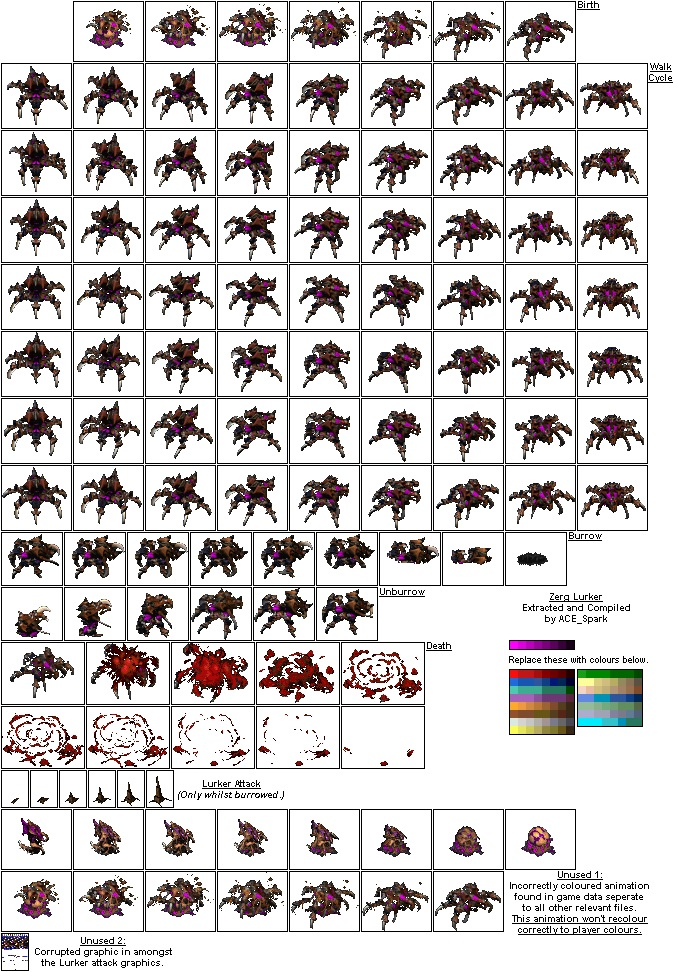 Birth
Walk
Cycle
Burrow
Unburrow
Zerg Lurker
Extracted and Compiled
by ACE_Spark
Death
Replace these with colours below.
Lurker Attack
(Only whilst burrowed.)
Unused 1:
Incorrectly coloured animation
found in game data seperate
to all other relevant files.
This animation won't recolour
correctly to player colours.
Unused 2:
Corrupted graphic in amongst
the Lurker attack graphics.